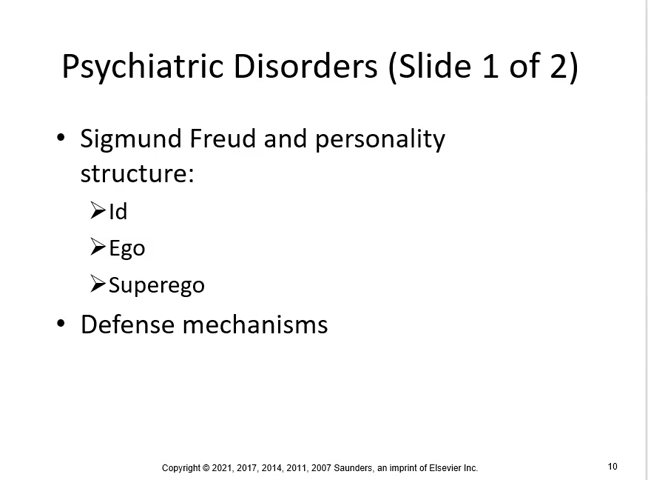 Psychiatric Disorders (Slide 1 of 2)
• Sigmund Freud and personality
structure:
➢Id
➢Ego
➢Superego
• Defense mechanisms
Copyright © 2021, 2017, 2014, 2011, 2007 Saunders, an imprint of Elsevier Inc.
10